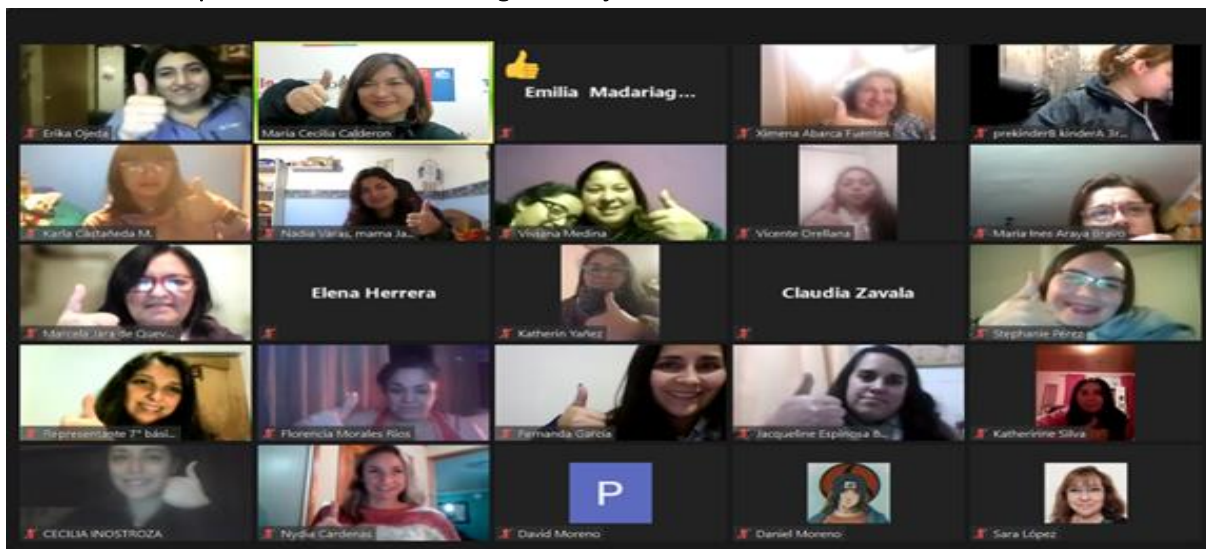 Erika Ojeda
Maria Cecilia Calderon
Emilia Madariag...
Ximena Abarca Fuentes
prekinderB kinderA 3r...
Karla Castañeda M.
Nadia Varas, mama Ja...
Viviana Medina
Vicente Orellana
Maria Ines Araya Bravo
Marcela Jara de Quev...
Elena Herrera
Katherin Yañez
Claudia Zavala
Stephanie Pérez
Representante 7° bási...
Florencia Morales Rios
Fernanda García
Jacqueline Espinosa
Katherinne Silva
CECILIA INOSTROZA
Nydia Cardenas
P
David Moreno
Daniel Moreno
Sara López